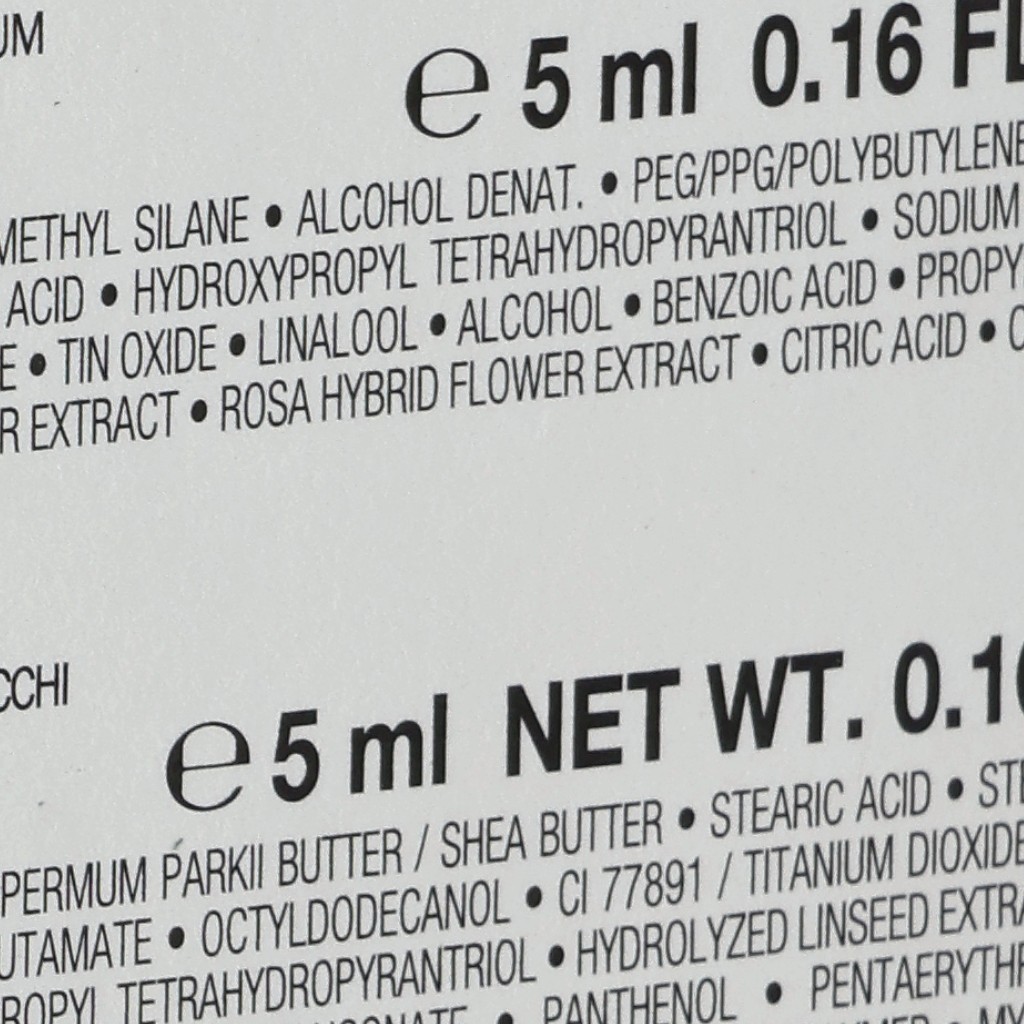 UM
℮ 5 ml 0.16 FL
METHYL SILANE • ALCOHOL DENAT. • PEG/PPG/POLYBUTYLENE
ACID • HYDROXYPROPYL TETRAHYDROPYRANTRIOL • SODIUM
E • TIN OXIDE • LINALOOL • ALCOHOL • BENZOIC ACID • PROPY
R EXTRACT • ROSA HYBRID FLOWER EXTRACT • CITRIC ACID • C
CCHI
℮ 5 ml NET WT. 0.16
PERMUM PARKII BUTTER / SHEA BUTTER • STEARIC ACID • STE
UTAMATE • OCTYLDODECANOL • CI 77891 / TITANIUM DIOXIDE
ROPYL TETRAHYDROPYRANTRIOL • HYDROLYZED LINSEED EXTRA
• PANTHENOL • PENTAERYTHR